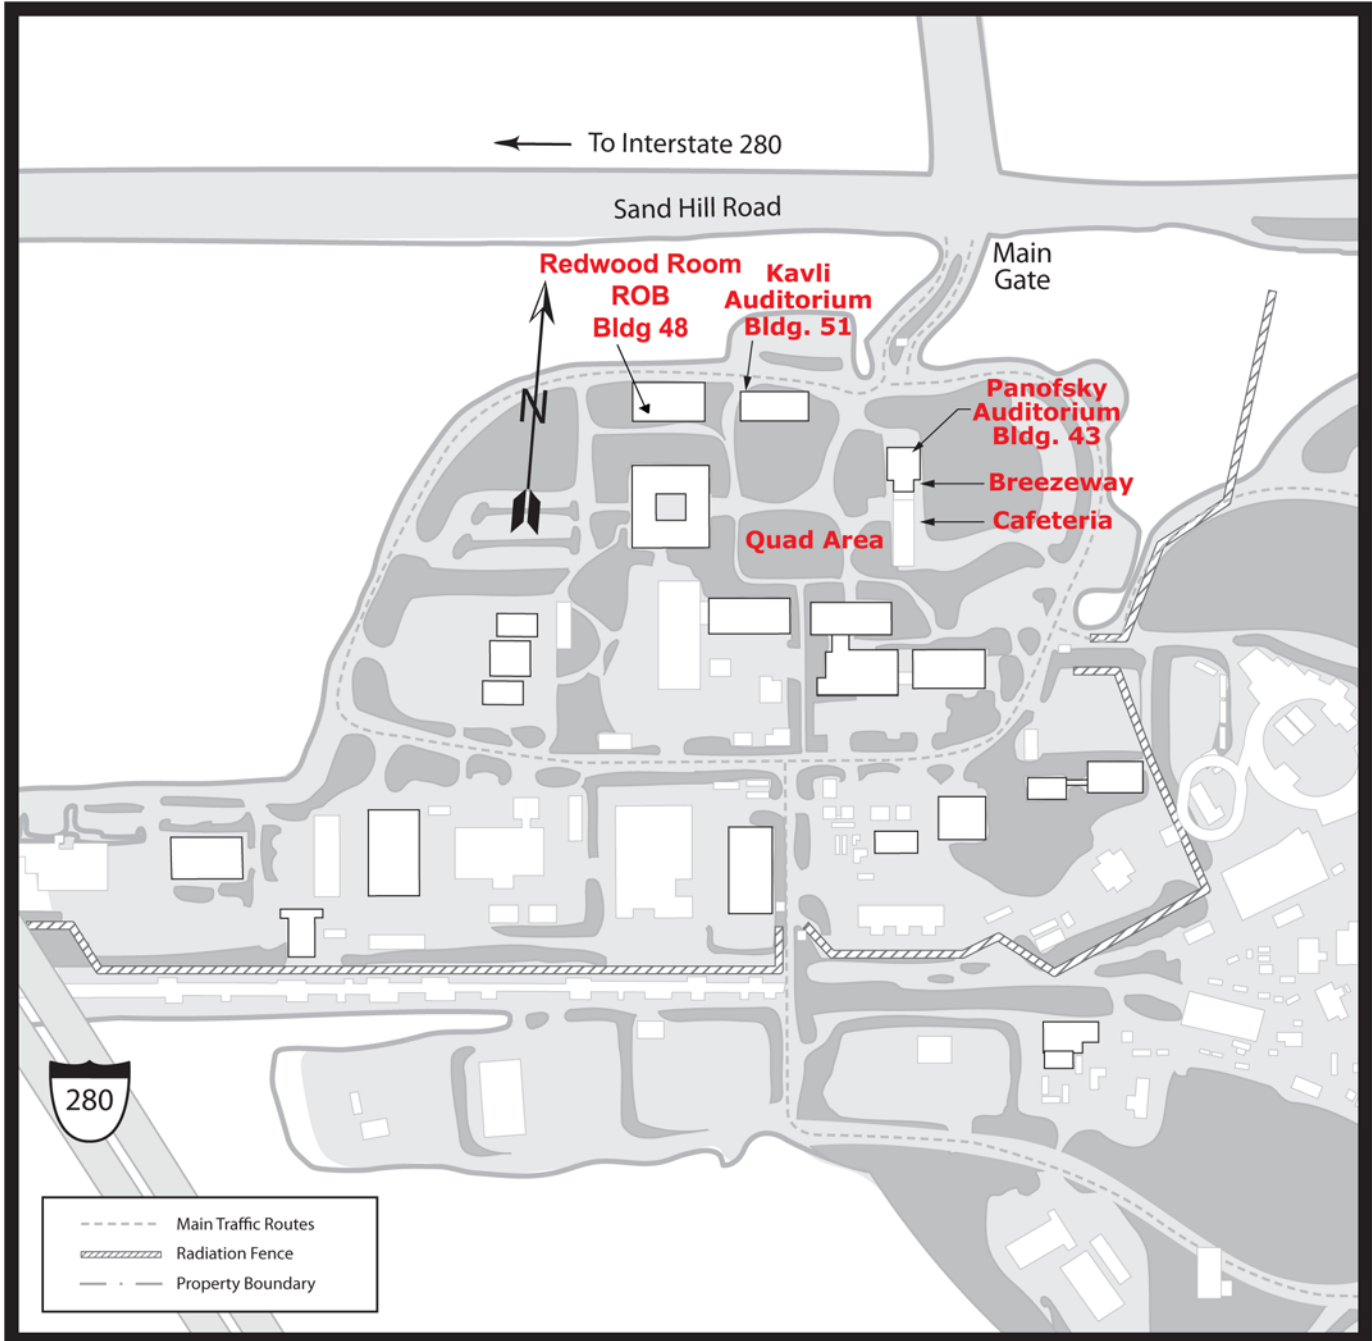 To Interstate 280
Sand Hill Road
Main
Gate
Redwood Room
ROB
Bldg 48
Kavli
Auditorium
Bldg. 51
N
Panofsky
Auditorium
Bldg. 43
Breezeway
Cafeteria
Quad Area
280
Main Traffic Routes
Radiation Fence
Property Boundary